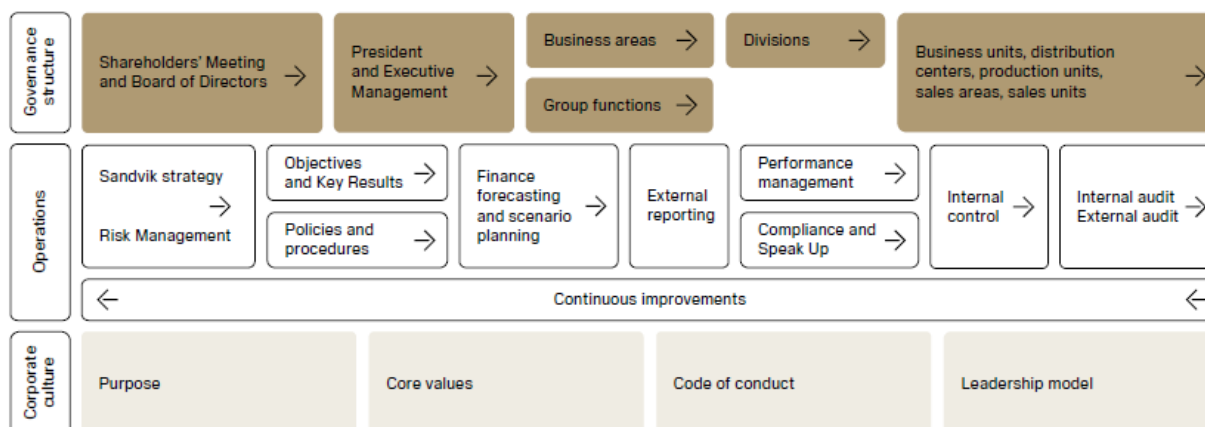 Governance
structure
Shareholders' Meeting
and Board of Directors
President
and Executive
Management
Business areas
Group functions
Divisions
Business units, distribution
centers, production units,
sales areas, sales units
Operations
Sandvik strategy
Risk Management
Objectives
and Key Results
Policies and
procedures
Finance
forecasting
and scenario
planning
External
reporting
Performance
management
Compliance and
Speak Up
Internal
control
Internal audit
External audit
Continuous improvements
Corporate
culture
Purpose
Core values
Code of conduct
Leadership model